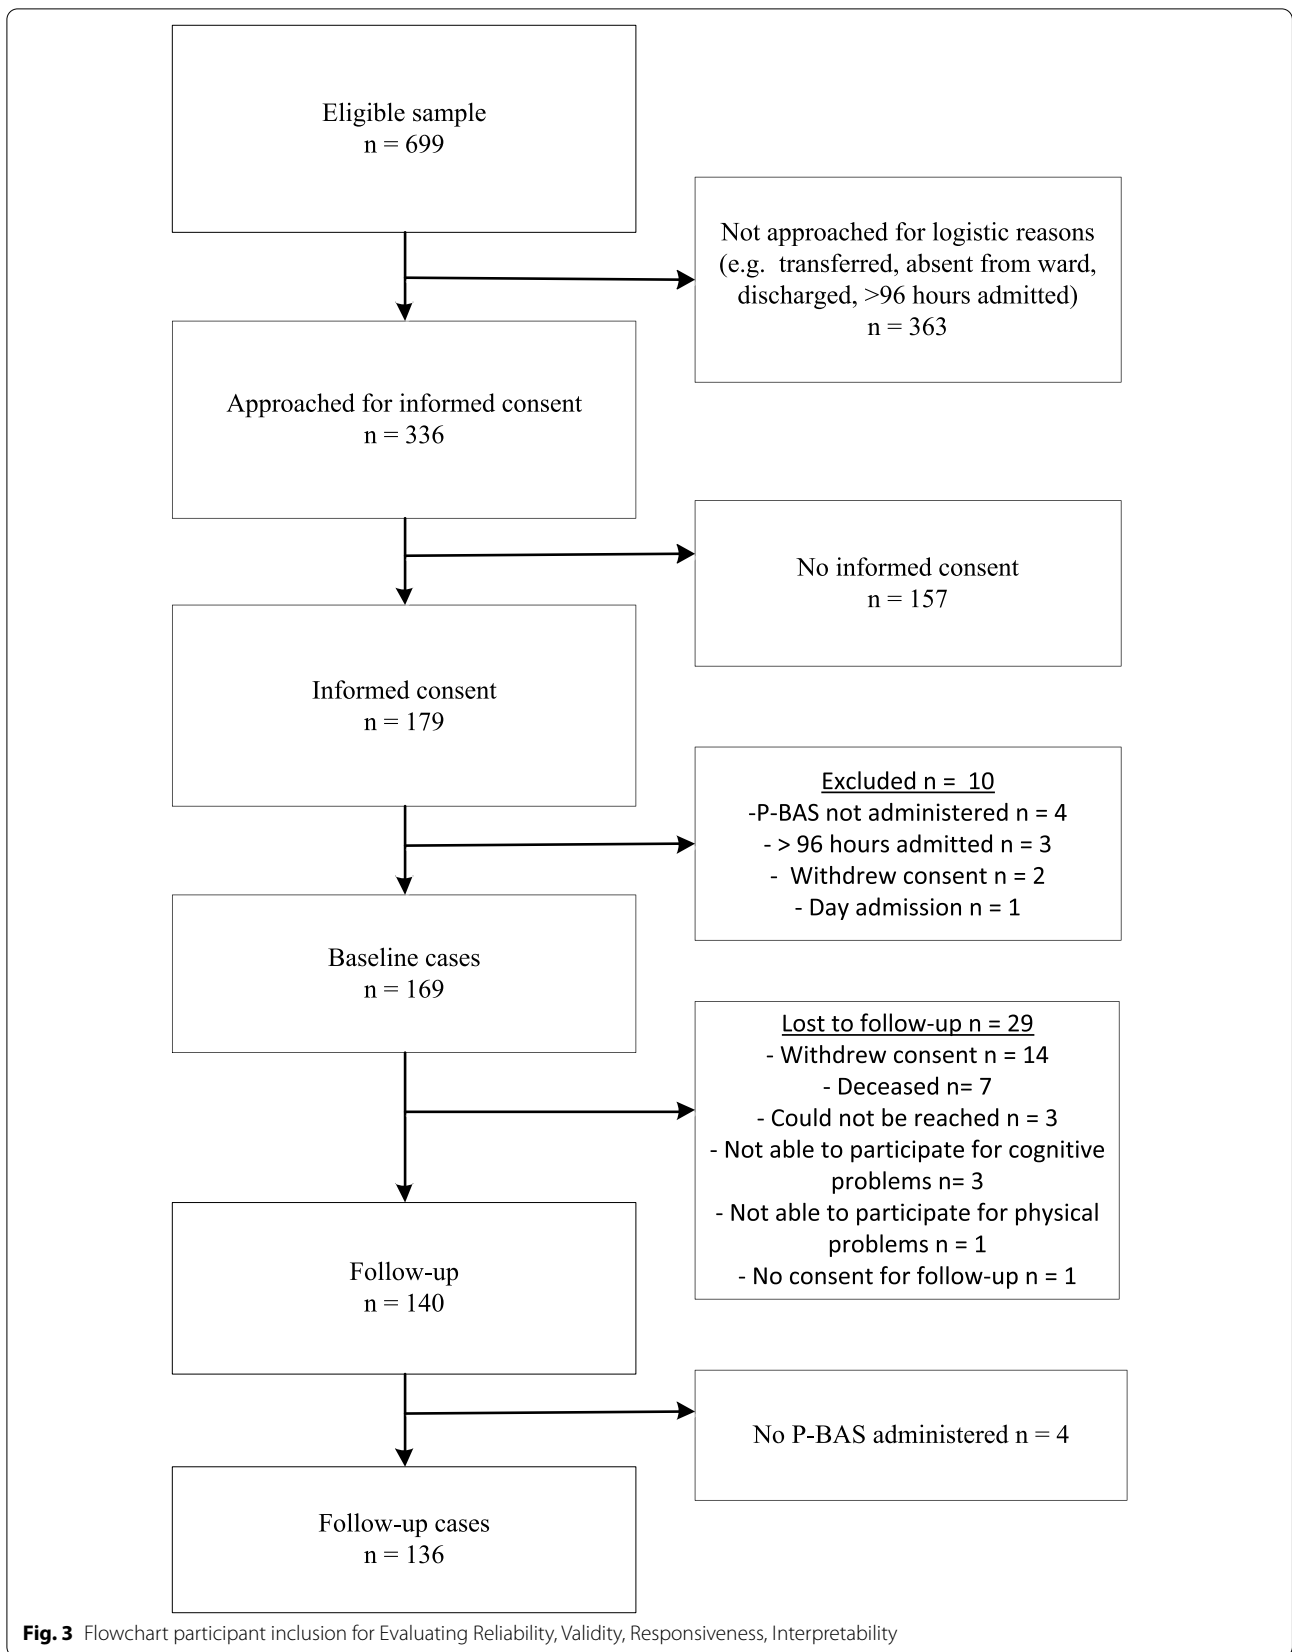 Eligible sample
n = 699
Not approached for logistic reasons
(e.g. transferred, absent from ward,
discharged, >96 hours admitted)
n = 363
Approached for informed consent
n = 336
No informed consent
n = 157
Informed consent
n = 179
Excluded n = 10
-P-BAS not administered n = 4
- > 96 hours admitted n = 3
- Withdrew consent n = 2
- Day admission n = 1
Baseline cases
n = 169
Lost to follow-up n = 29
- Withdrew consent n = 14
- Deceased n= 7
- Could not be reached n = 3
- Not able to participate for cognitive
problems n= 3
- Not able to participate for physical
problems n = 1
- No consent for follow-up n = 1
Follow-up
n = 140
No P-BAS administered n = 4
Follow-up cases
n = 136
Fig. 3 Flowchart participant inclusion for Evaluating Reliability, Validity, Responsiveness, Interpretability